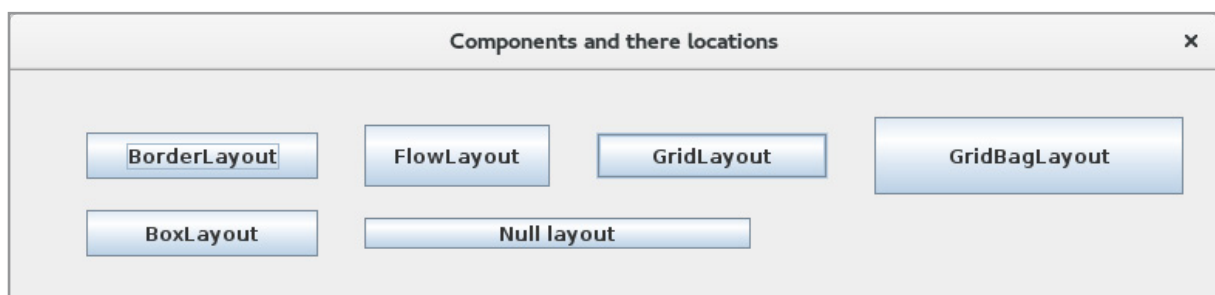 Components and there locations
BorderLayout FlowLayout GridLayout GridBagLayout
BoxLayout Null layout